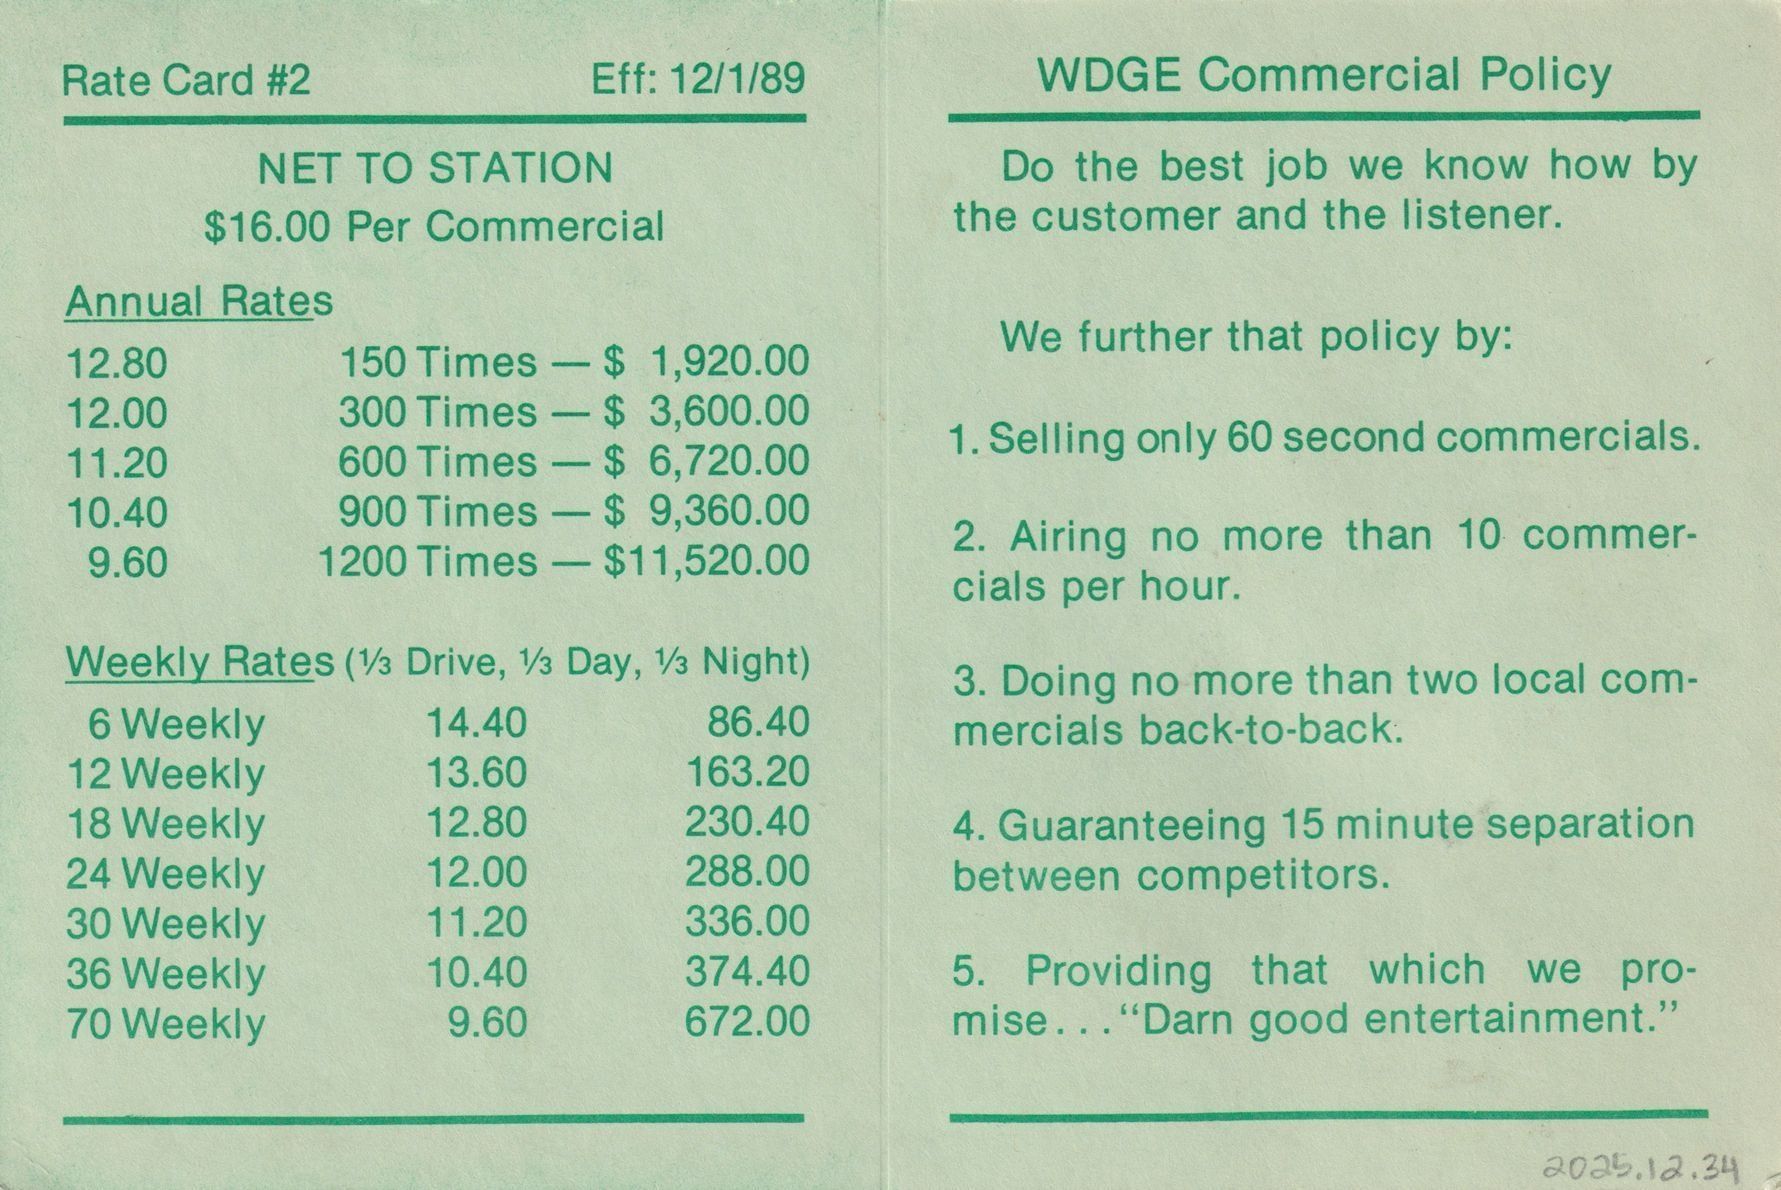 Rate Card #2 Eff: 12/1/89
NET TO STATION
$16.00 Per Commercial
Annual Rates
12.80 150 Times — $ 1,920.00
12.00 300 Times — $ 3,600.00
11.20 600 Times — $ 6,720.00
10.40 900 Times — $ 9,360.00
9.60 1200 Times — $11,520.00
Weekly Rates (⅓ Drive, ⅓ Day, ⅓ Night)
6 Weekly 14.40 86.40
12 Weekly 13.60 163.20
18 Weekly 12.80 230.40
24 Weekly 12.00 288.00
30 Weekly 11.20 336.00
36 Weekly 10.40 374.40
70 Weekly 9.60 672.00
WDGE Commercial Policy
Do the best job we know how by
the customer and the listener.
We further that policy by:
1. Selling only 60 second commercials.
2. Airing no more than 10 commer-
cials per hour.
3. Doing no more than two local com-
mercials back-to-back.
4. Guaranteeing 15 minute separation
between competitors.
5. Providing that which we pro-
mise. . . “Darn good entertainment.”
2025.12.34